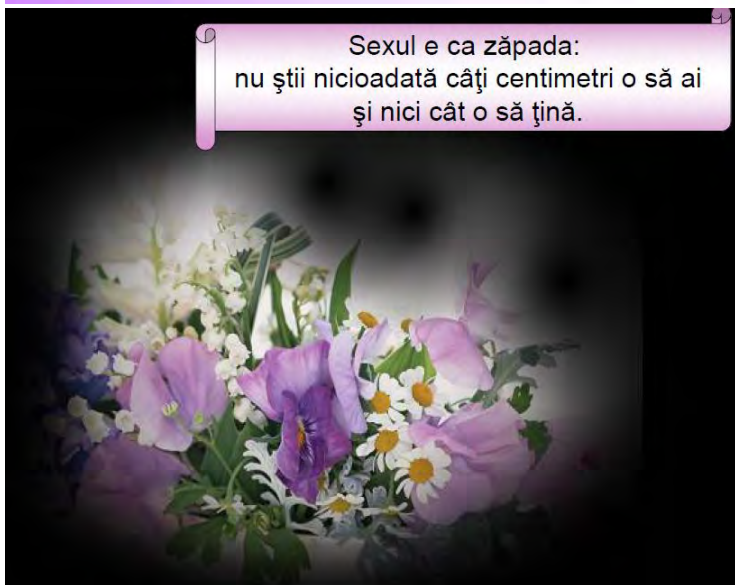 Sexul e ca zăpada:
nu ştii nicioadată câţi centimetri o să ai
şi nici cât o să ţină.